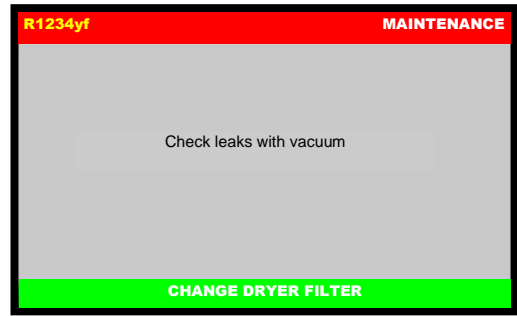 R1234yf MAINTENANCE
Check leaks with vacuum
CHANGE DRYER FILTER